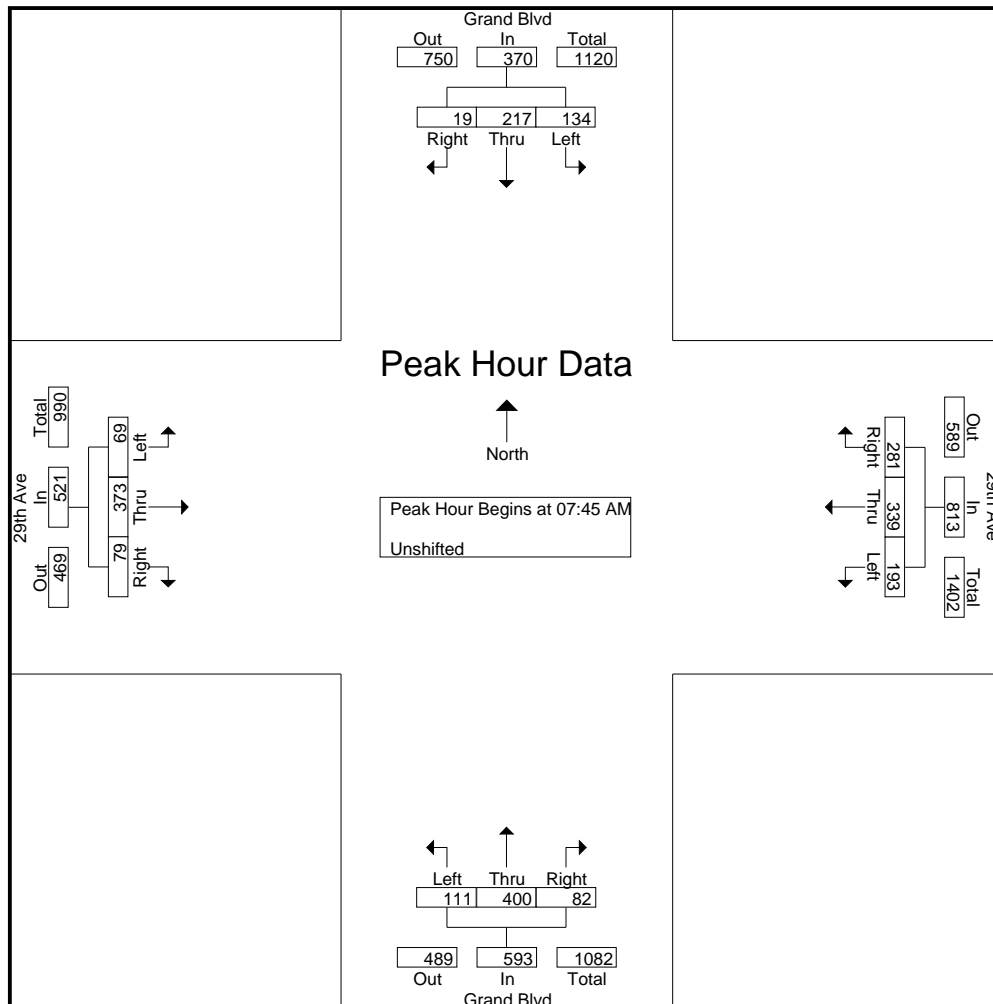 Grand Blvd
Out In Total
750 370 1120
19 217 134
Right Thru Left
Peak Hour Data
North
Peak Hour Begins at 07:45 AM
Unshifted
29th Ave
Total In Out
990 521 469
69 373 79
Left Thru Right
Right Thru Left
281 339 193
Out In Total
589 813 1402
29th Ave
Left Thru Right
111 400 82
489 593 1082
Out In Total
Grand Blvd